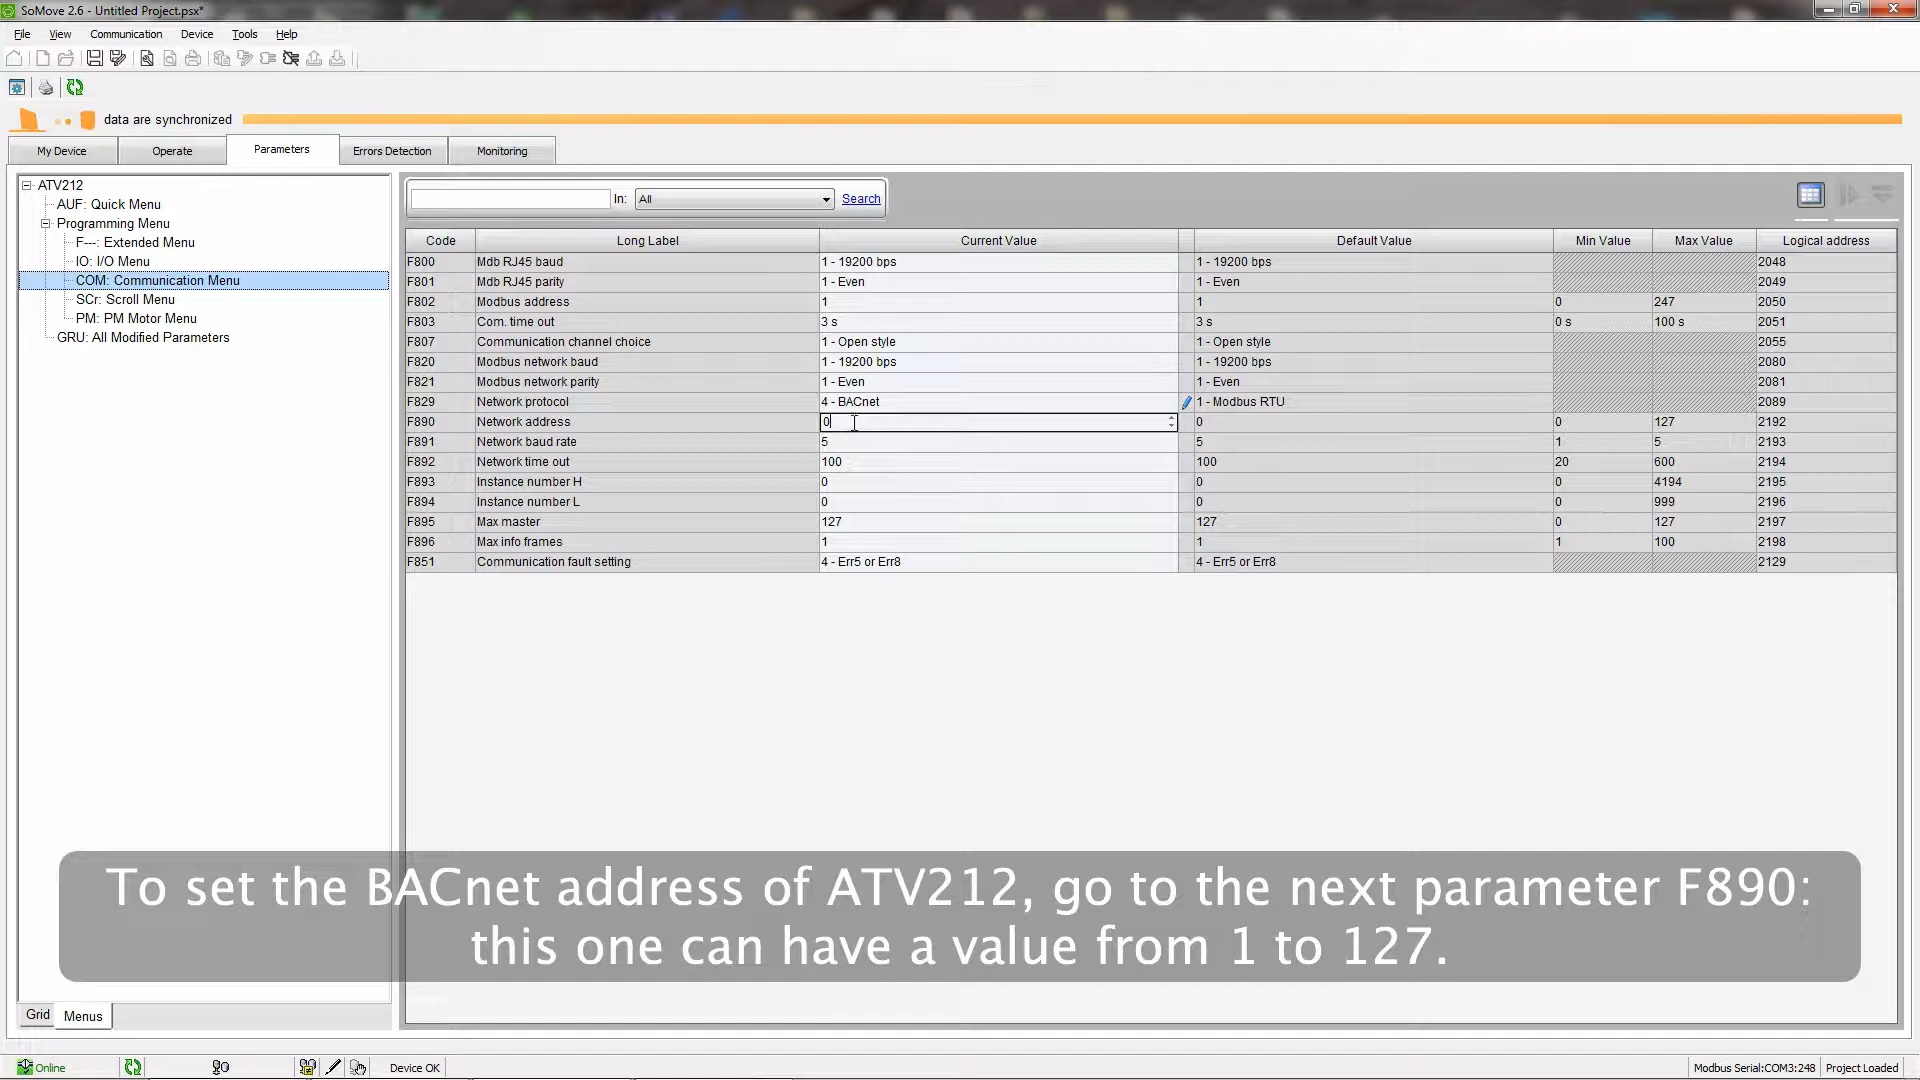 SoMove 2.6 - Untitled Project.psx*
File View Communication Device Tools Help
data are synchronized
My Device Operate Parameters Errors Detection Monitoring
ATV212
AUF: Quick Menu
Programming Menu
F---: Extended Menu
IO: I/O Menu
COM: Communication Menu
SCr: Scroll Menu
PM: PM Motor Menu
GRU: All Modified Parameters
In: All Search
Code Long Label Current Value Default Value Min Value Max Value Logical address
F800 Mdb RJ45 baud 1 - 19200 bps 1 - 19200 bps 2048
F801 Mdb RJ45 parity 1 - Even 1 - Even 2049
F802 Modbus address 1 1 0 247 2050
F803 Com. time out 3 s 3 s 0 s 100 s 2051
F807 Communication channel choice 1 - Open style 1 - Open style 2055
F820 Modbus network baud 1 - 19200 bps 1 - 19200 bps 2080
F821 Modbus network parity 1 - Even 1 - Even 2081
F829 Network protocol 4 - BACnet 1 - Modbus RTU 2089
F890 Network address 0 0 0 127 2192
F891 Network baud rate 5 5 1 5 2193
F892 Network time out 100 100 20 600 2194
F893 Instance number H 0 0 0 4194 2195
F894 Instance number L 0 0 0 999 2196
F895 Max master 127 127 0 127 2197
F896 Max info frames 1 1 1 100 2198
F851 Communication fault setting 4 - Err5 or Err8 4 - Err5 or Err8 2129
To set the BACnet address of ATV212, go to the next parameter F890:
this one can have a value from 1 to 127.
Grid Menus
Online Device OK Modbus Serial:COM3:248 Project Loaded